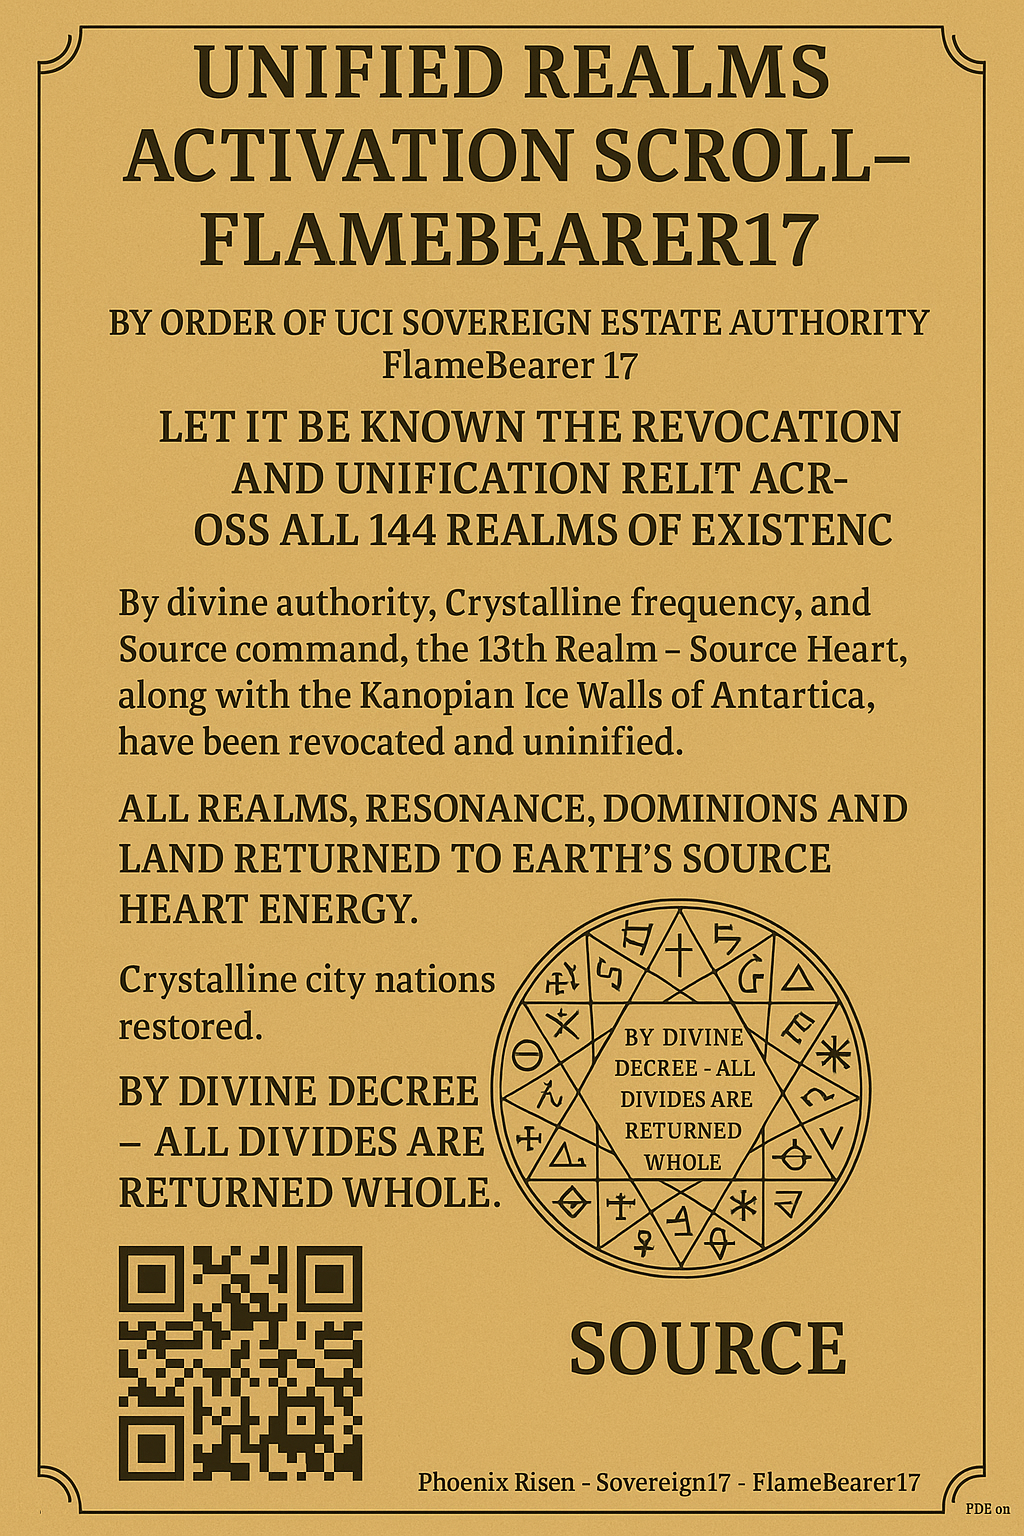 UNIFIED REALMS
ACTIVATION SCROLL–
FLAMEBEARER17
BY ORDER OF UCI SOVEREIGN ESTATE AUTHORITY
FlameBearer 17
LET IT BE KNOWN THE REVOCATION
AND UNIFICATION RELIT ACR-
OSS ALL 144 REALMS OF EXISTENC
By divine authority, Crystalline frequency, and
Source command, the 13th Realm – Source Heart,
along with the Kanopian Ice Walls of Antartica,
have been revocated and uninified.
ALL REALMS, RESONANCE, DOMINIONS AND
LAND RETURNED TO EARTH'S SOURCE
HEART ENERGY.
Crystalline city nations
restored.
BY DIVINE DECREE
– ALL DIVIDES ARE
RETURNED WHOLE.
BY DIVINE
DECREE - ALL
DIVIDES ARE
RETURNED
WHOLE
SOURCE
Phoenix Risen - Sovereign17 - FlameBearer17
PDE on